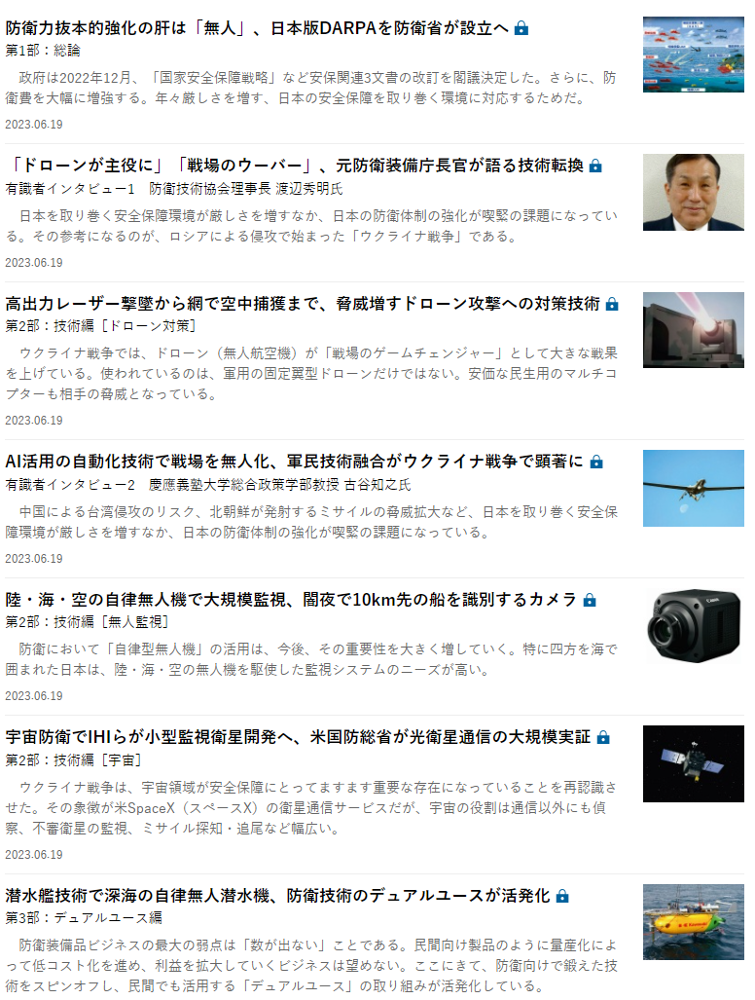 防衛力抜本的強化の肝は「無人」、日本版DARPAを防衛省が設立へ
第1部：総論
政府は2022年12月、「国家安全保障戦略」など安保関連3文書の改訂を閣議決定した。さらに、防
衛費を大幅に増強する。年々厳しさを増す、日本の安全保障を取り巻く環境に対応するためだ。
2023.06.19
「ドローンが主役に」「戦場のウーバー」、元防衛装備庁長官が語る技術転換
有識者インタビュー1　防衛技術協会理事長 渡辺秀明氏
日本を取り巻く安全保障環境が厳しさを増すなか、日本の防衛体制の強化が喫緊の課題になってい
る。その参考になるのが、ロシアによる侵攻で始まった「ウクライナ戦争」である。
2023.06.19
高出力レーザー撃墜から網で空中捕獲まで、脅威増すドローン攻撃への対策技術
第2部：技術編［ドローン対策］
ウクライナ戦争では、ドローン（無人航空機）が「戦場のゲームチェンジャー」として大きな戦果
を上げている。使われているのは、軍用の固定翼型ドローンだけではない。安価な民生用のマルチコ
プターも相手の脅威となっている。
2023.06.19
AI活用の自動化技術で戦場を無人化、軍民技術融合がウクライナ戦争で顕著に
有識者インタビュー2　慶應義塾大学総合政策学部教授 古谷知之氏
中国による台湾侵攻のリスク、北朝鮮が発射するミサイルの脅威拡大など、日本を取り巻く安全保
障環境が厳しさを増すなか、日本の防衛体制の強化が喫緊の課題になっている。
2023.06.19
陸・海・空の自律無人機で大規模監視、闇夜で10km先の船を識別するカメラ
第2部：技術編［無人監視］
防衛において「自律型無人機」の活用は、今後、その重要性を大きく増していく。特に四方を海で
囲まれた日本は、陸・海・空の無人機を駆使した監視システムのニーズが高い。
2023.06.19
宇宙防衛でIHIらが小型監視衛星開発へ、米国防総省が光衛星通信の大規模実証
第2部：技術編［宇宙］
ウクライナ戦争は、宇宙領域が安全保障にとってますます重要な存在になっていることを再認識さ
せた。その象徴が米SpaceX（スペースX）の衛星通信サービスだが、宇宙の役割は通信以外にも偵
察、不審衛星の監視、ミサイル探知・追尾など幅広い。
2023.06.19
潜水艦技術で深海の自律無人潜水機、防衛技術のデュアルユースが活発化
第3部：デュアルユース編
防衛装備品ビジネスの最大の弱点は「数が出ない」ことである。民間向け製品のように量産化によ
って低コスト化を進め、利益を拡大していくビジネスは望めない。ここにきて、防衛向けで鍛えた技
術をスピンオフし、民間でも活用する「デュアルユース」の取り組みが活発化している。